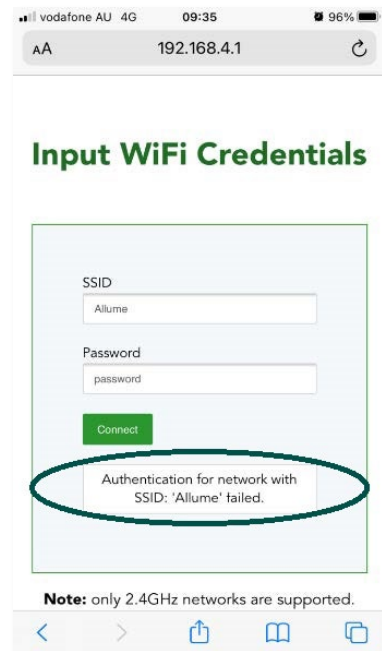 vodafone AU 4G 09:35 96%
AA 192.168.4.1
Input WiFi Credentials
SSID
Allume
Password
password
Connect
Authentication for network with
SSID: 'Allume' failed.
Note: only 2.4GHz networks are supported.